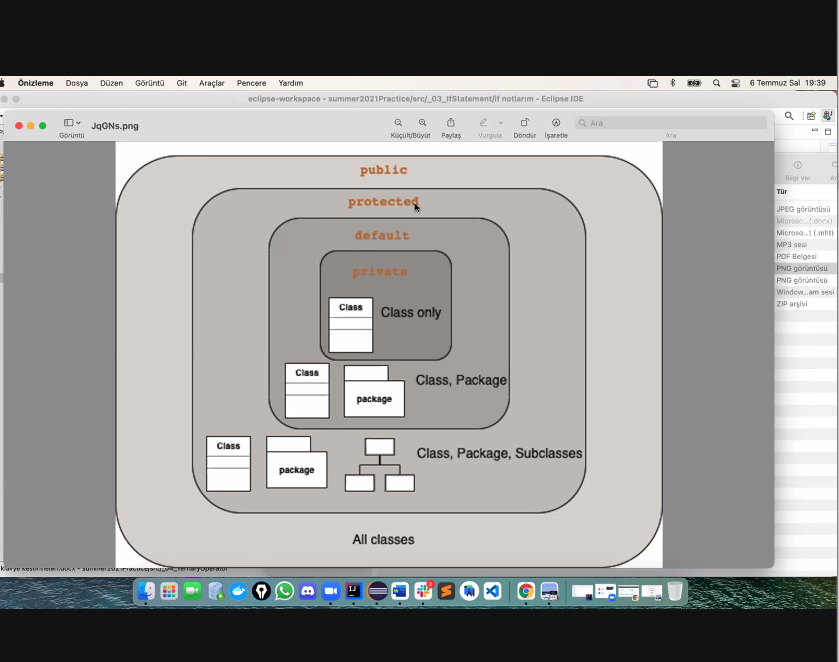 Önizleme Dosya Düzen Görüntü Git Araçlar Pencere Yardım 6 Temmuz Sal 19:39
eclipse-workspace - summer2021Practice/src/_03_IfStatement/if notlarım - Eclipse IDE
JqGNs.png
Görüntü Küçült/Büyüt Paylaş Vurgula Döndür İşaretle Ara
Ara
Bilgi Ver
Tür
JPEG görüntüsü
Microso...t (.docx)
Microso...t (.mht)
MP3 sesi
PDF Belgesi
PNG görüntüsü
PNG görüntüsü
Window...am sesi
ZIP arşivi
public
protected
default
private
Class
Class only
Class
package
Class, Package
Class
package
Class, Package, Subclasses
All classes